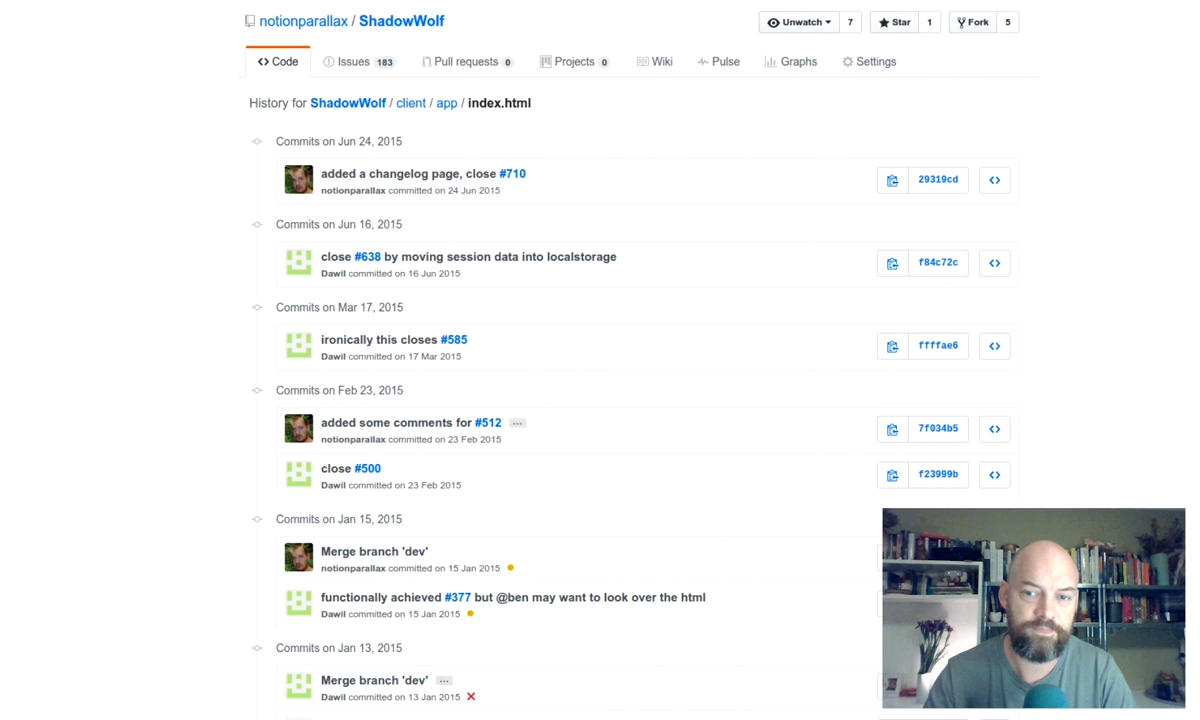 notionparallax / ShadowWolf
Unwatch 7 Star 1 Fork 5
Code Issues 183 Pull requests 0 Projects 0 Wiki Pulse Graphs Settings
History for ShadowWolf / client / app / index.html
Commits on Jun 24, 2015
added a changelog page, close #710
29319cd
notionparallax committed on 24 Jun 2015
Commits on Jun 16, 2015
close #638 by moving session data into localstorage
f84c72c
Dawil committed on 16 Jun 2015
Commits on Mar 17, 2015
ironically this closes #585
ffffae6
Dawil committed on 17 Mar 2015
Commits on Feb 23, 2015
added some comments for #512 …
7f034b5
notionparallax committed on 23 Feb 2015
close #500
f23999b
Dawil committed on 23 Feb 2015
Commits on Jan 15, 2015
Merge branch 'dev'
notionparallax committed on 15 Jan 2015
functionally achieved #377 but @ben may want to look over the html
Dawil committed on 15 Jan 2015
Commits on Jan 13, 2015
Merge branch 'dev' …
Dawil committed on 13 Jan 2015